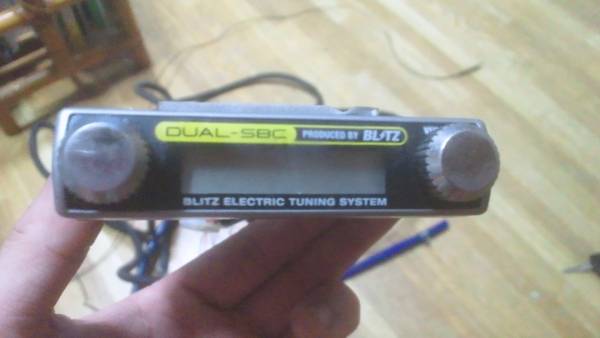 DUAL-SBC PRODUCED BY BLITZ
BLITZ ELECTRIC TUNING SYSTEM